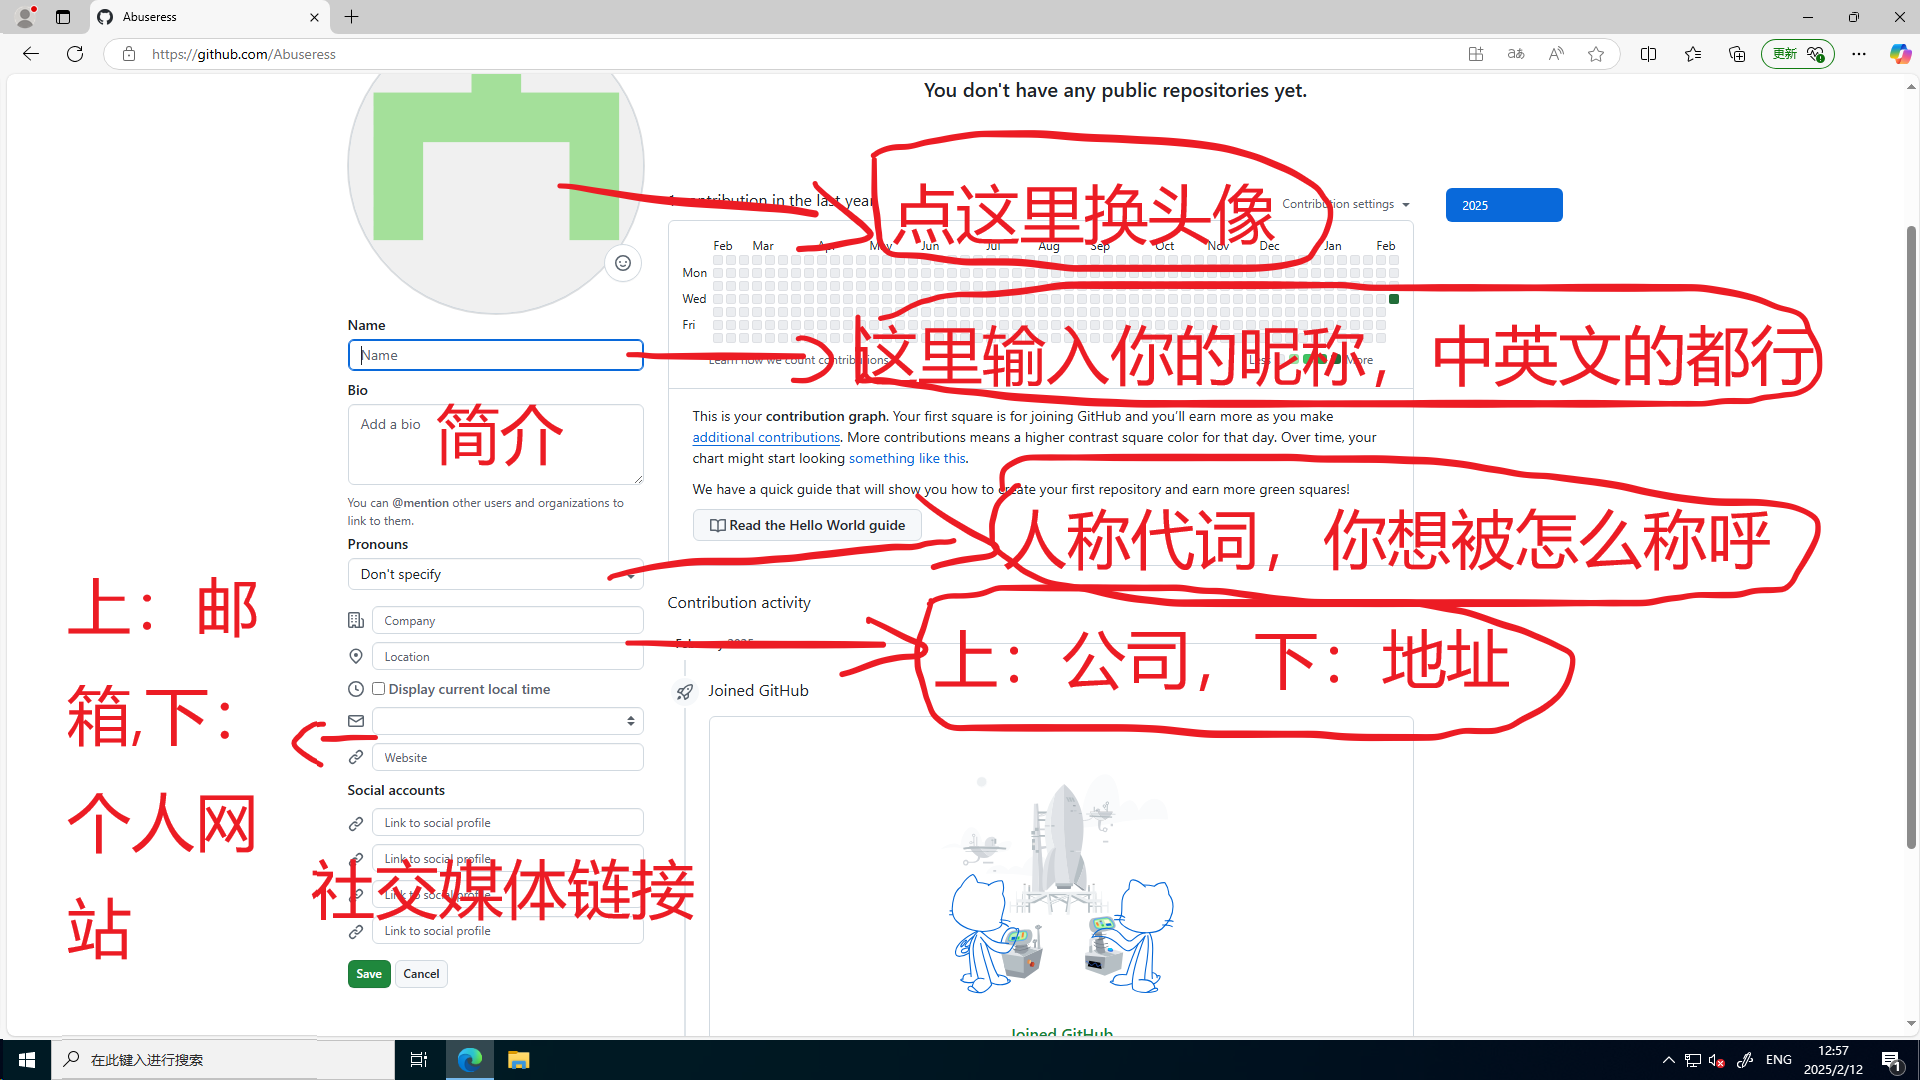 Abuseress
https://github.com/Abuseress
更新
You don't have any public repositories yet.
点这里换头像
Contribution settings
2025
Feb Mar Apr May Jun Jul Aug Sep Oct Nov Dec Jan Feb
Mon
Wed
Fri
Name
Name
这里输入你的昵称，中英文的都行
Learn how we count contributions
Less
More
Bio
Add a bio
简介
You can @mention other users and organizations to
link to them.
This is your contribution graph. Your first square is for joining GitHub and you'll earn more as you make
additional contributions. More contributions means a higher contrast square color for that day. Over time, your
chart might start looking something like this.
We have a quick guide that will show you how to create your first repository and earn more green squares!
Read the Hello World guide
人称代词，你想被怎么称呼
Pronouns
Don't specify
Contribution activity
Company
February 2025
上：公司，下：地址
Location
Display current local time
Joined GitHub
上：邮
箱,下：
个人网
站
Website
Social accounts
Link to social profile
Link to social profile
Link to social profile
Link to social profile
社交媒体链接
Save
Cancel
Joined GitHub
在此键入进行搜索
ENG
12:57
2025/2/12
1